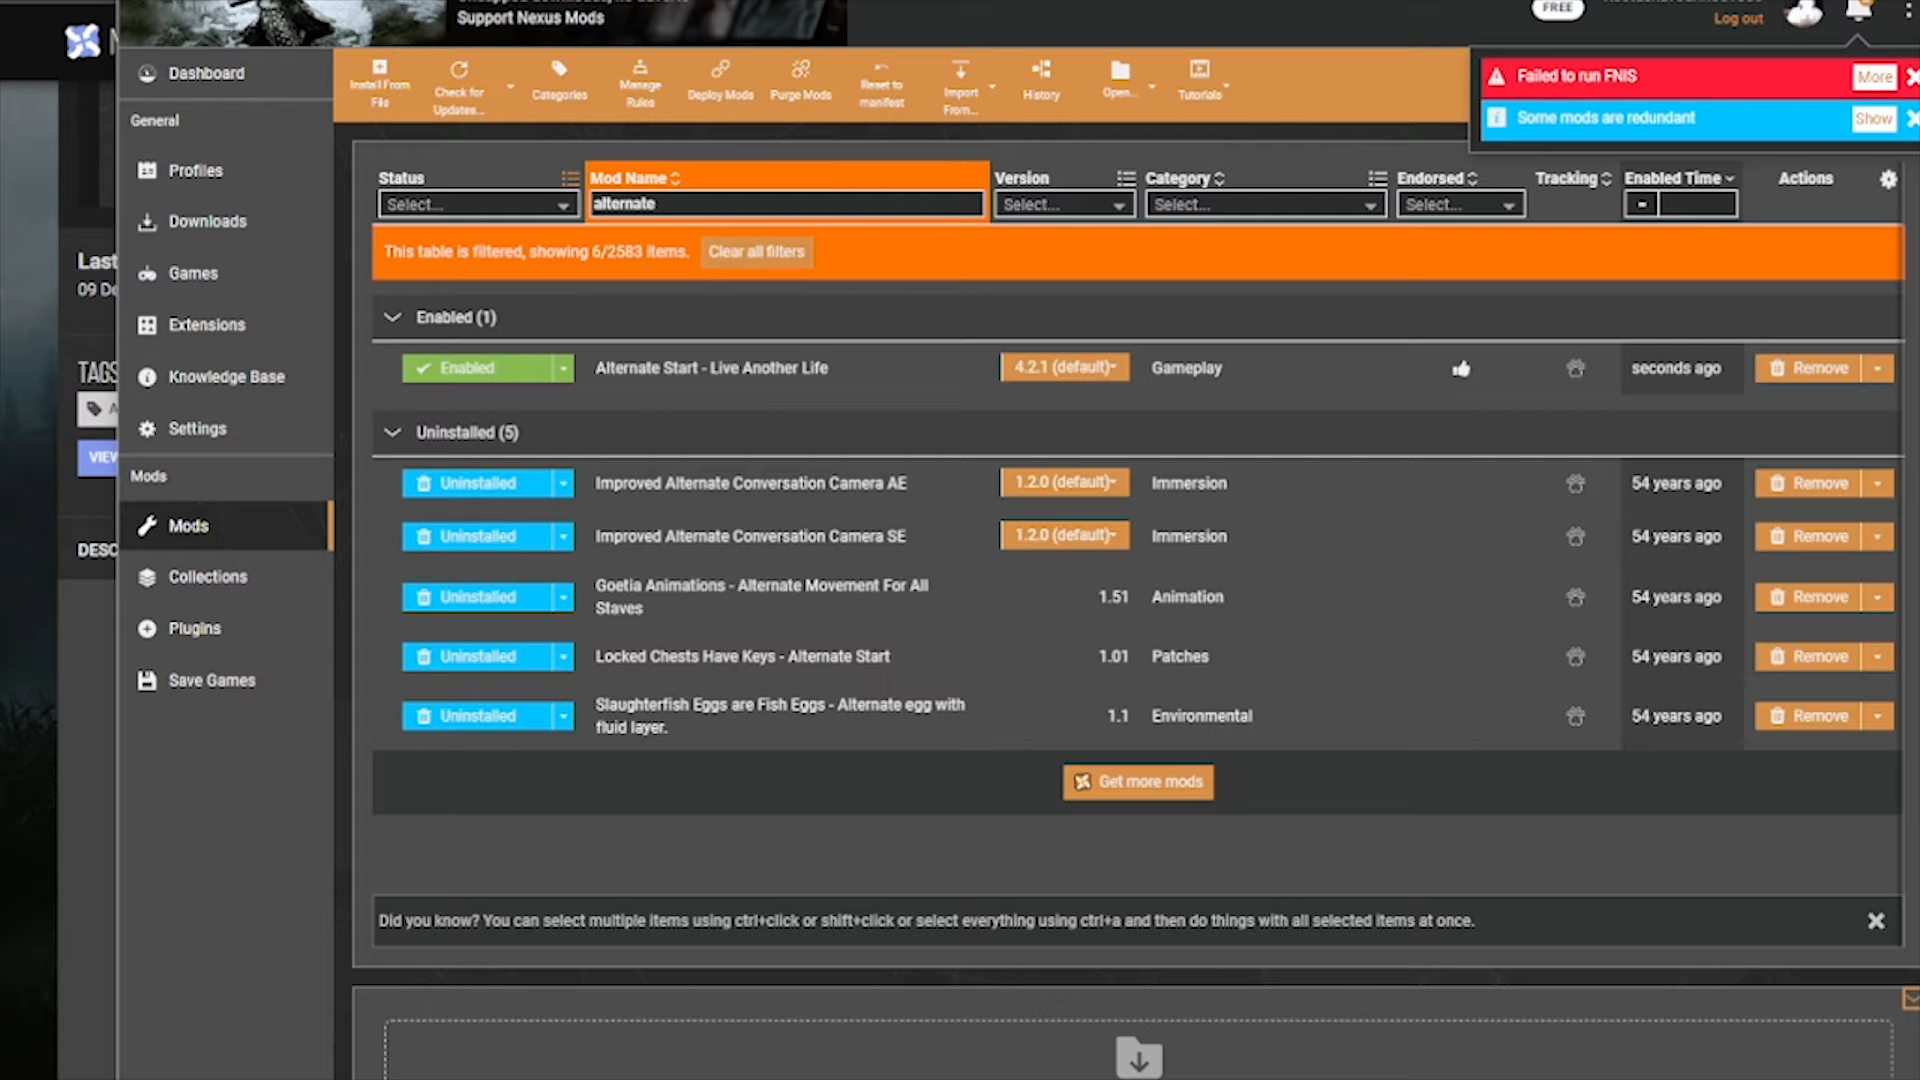 Support Nexus Mods
FREE
Log out
Dashboard
General
Profiles
Downloads
Games
Extensions
Knowledge Base
Settings
Mods
Mods
Collections
Plugins
Save Games
Last
09 De
TAGS
A
VIEW
DESC
Install From
File
Check for
Updates...
Categories
Manage
Rules
Deploy Mods
Purge Mods
Reset to
manifest
Import
From...
History
Open...
Tutorials
Failed to run FNIS
More
Some mods are redundant
Show
Status
Mod Name
Version
Category
Endorsed
Tracking
Enabled Time
Actions
Select...
alternate
Select...
Select...
Select...
This table is filtered, showing 6/2583 items.
Clear all filters
Enabled (1)
Enabled
Alternate Start - Live Another Life
4.2.1 (default)
Gameplay
seconds ago
Remove
Uninstalled (5)
Uninstalled
Improved Alternate Conversation Camera AE
1.2.0 (default)
Immersion
54 years ago
Remove
Uninstalled
Improved Alternate Conversation Camera SE
1.2.0 (default)
Immersion
54 years ago
Remove
Uninstalled
Goetia Animations - Alternate Movement For All
Staves
1.51
Animation
54 years ago
Remove
Uninstalled
Locked Chests Have Keys - Alternate Start
1.01
Patches
54 years ago
Remove
Uninstalled
Slaughterfish Eggs are Fish Eggs - Alternate egg with
fluid layer.
1.1
Environmental
54 years ago
Remove
Get more mods
Did you know? You can select multiple items using ctrl+click or shift+click or select everything using ctrl+a and then do things with all selected items at once.